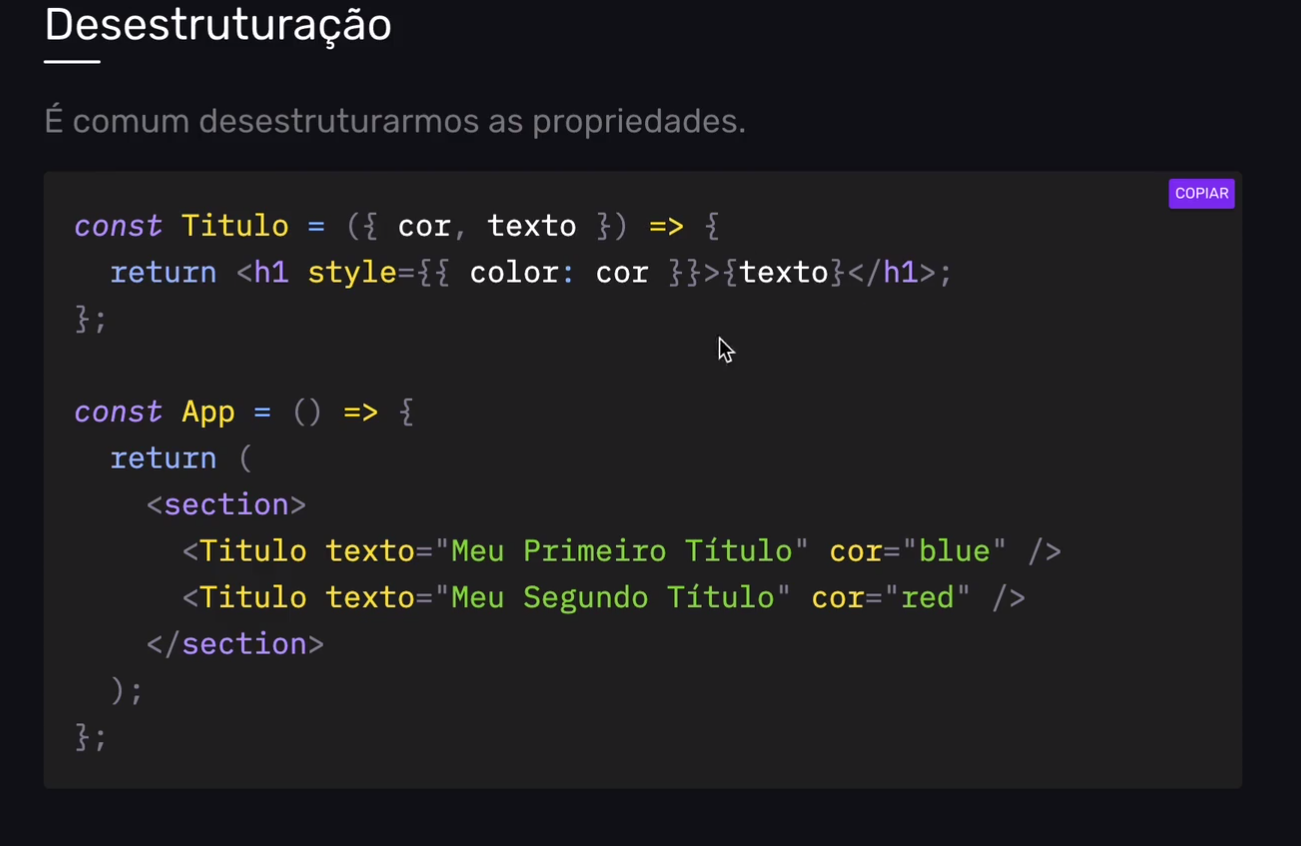 Desestruturação
É comum desestruturarmos as propriedades.
COPIAR
const Titulo = ({ cor, texto }) => {
  return <h1 style={{ color: cor }}>{texto}</h1>;
};

const App = () => {
  return (
    <section>
      <Titulo texto="Meu Primeiro Título" cor="blue" />
      <Titulo texto="Meu Segundo Título" cor="red" />
    </section>
  );
};